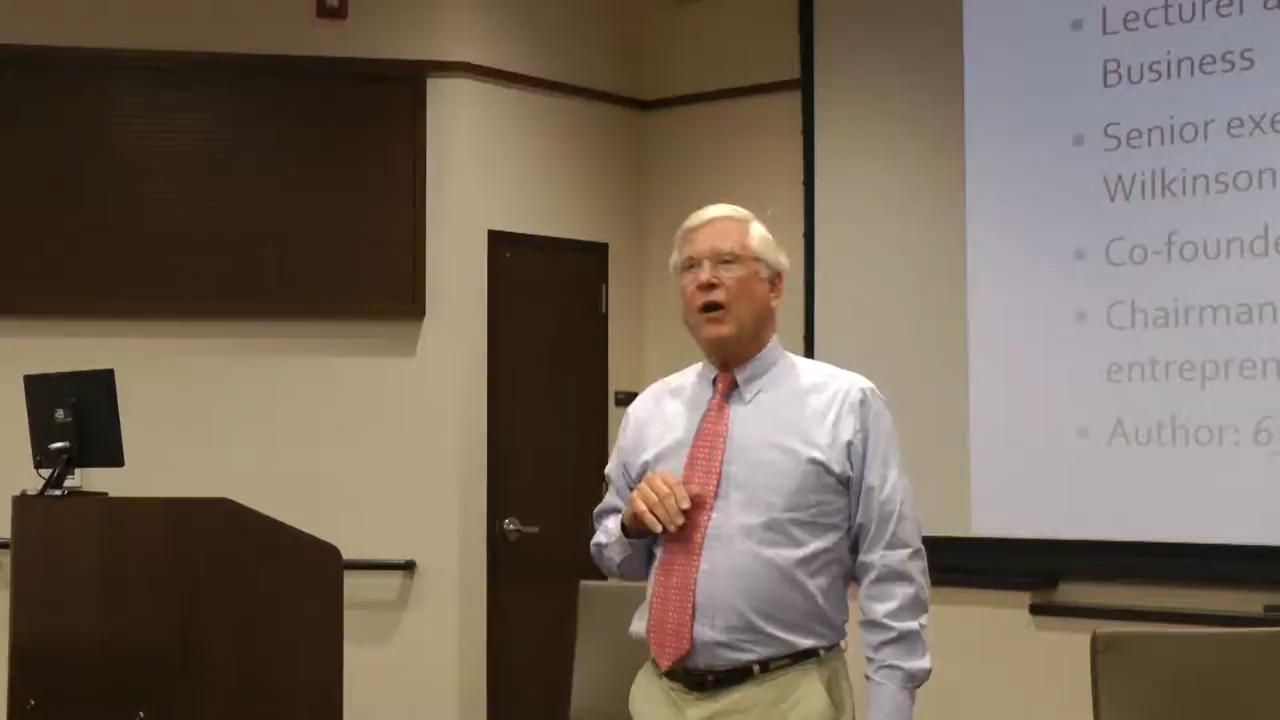 Lecturer a
Business
Senior exe
Wilkinson
Co-founde
Chairman
entrepren
Author: 6